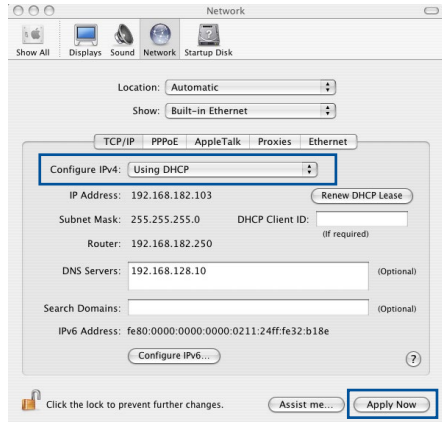 Network
Show All Displays Sound Network Startup Disk
Location: Automatic
Show: Built-in Ethernet
TCP/IP PPPoE AppleTalk Proxies Ethernet
Configure IPv4: Using DHCP
IP Address: 192.168.182.103 Renew DHCP Lease
Subnet Mask: 255.255.255.0 DHCP Client ID:
(If required)
Router: 192.168.182.250
DNS Servers: 192.168.128.10 (Optional)
Search Domains: (Optional)
IPv6 Address: fe80:0000:0000:0000:0211:24ff:fe32:b18e
Configure IPv6... ?
Click the lock to prevent further changes. Assist me... Apply Now